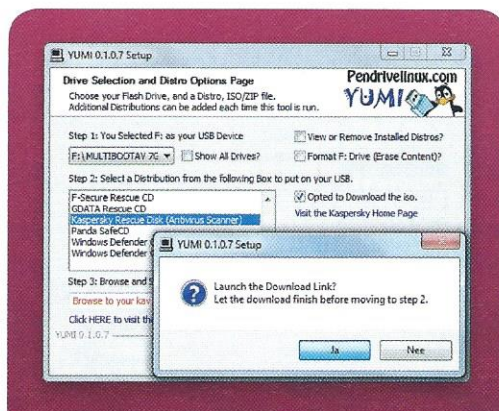 YUMI 0.1.0.7 Setup
Drive Selection and Distro Options Page
Choose your Flash Drive, and a Distro, ISO/ZIP file.
Additional Distributions can be added each time this tool is run.
Pendrivelinux.com
YUMI
Step 1: You Selected F: as your USB Device
View or Remove Installed Distros?
F:\MULTIBOOTAV 7G
Show All Drives?
Format F: Drive (Erase Content)?
Step 2: Select a Distribution from the following Box to put on your USB.
F-Secure Rescue CD
GDATA Rescue CD
Kaspersky Rescue Disk (Antivirus Scanner)
Panda SafeCD
Windows Defender
Windows Defender
Opted to Download the iso.
Visit the Kaspersky Home Page
Step 3: Browse and S
Browse to your kav
Click HERE to visit th
YUMI 0.1.0.7
YUMI 0.1.0.7 Setup
Launch the Download Link?
Let the download finish before moving to step 2.
Ja
Nee